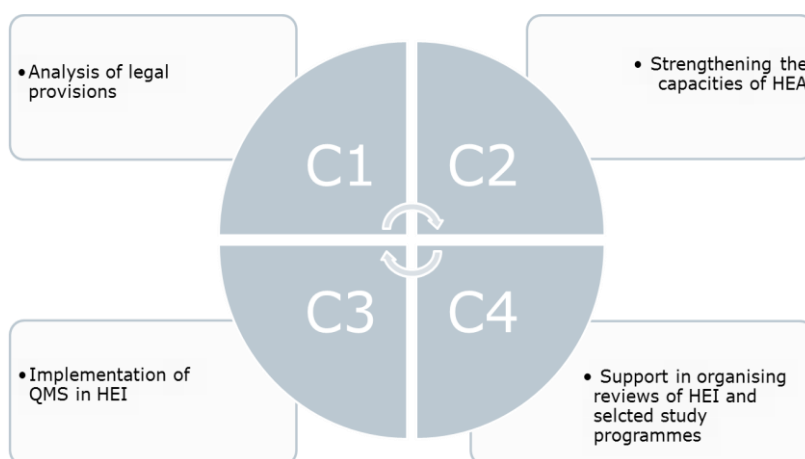 •Analysis of legal
provisions
• Strengthening the
capacities of HEA
C1
C2
C3
C4
•Implementation of
QMS in HEI
• Support in organising
reviews of HEI and
selcted study
programmes